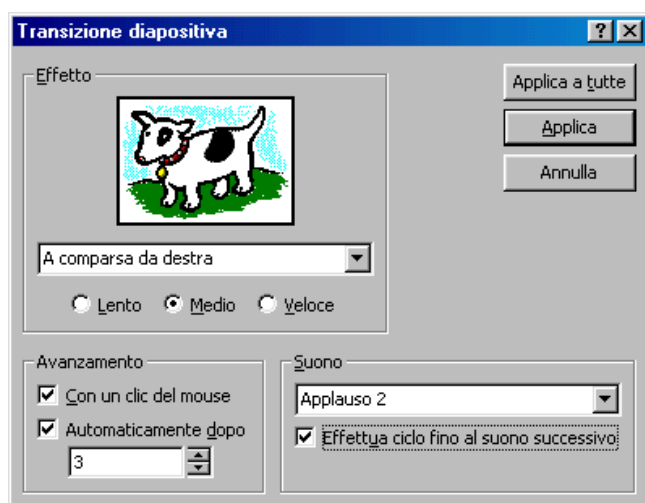 Transizione diapositiva
Effetto
Applica a tutte
Applica
Annulla
A comparsa da destra
Lento Medio Veloce
Avanzamento
Con un clic del mouse
Automaticamente dopo
3
Suono
Applauso 2
Effettua ciclo fino al suono successivo